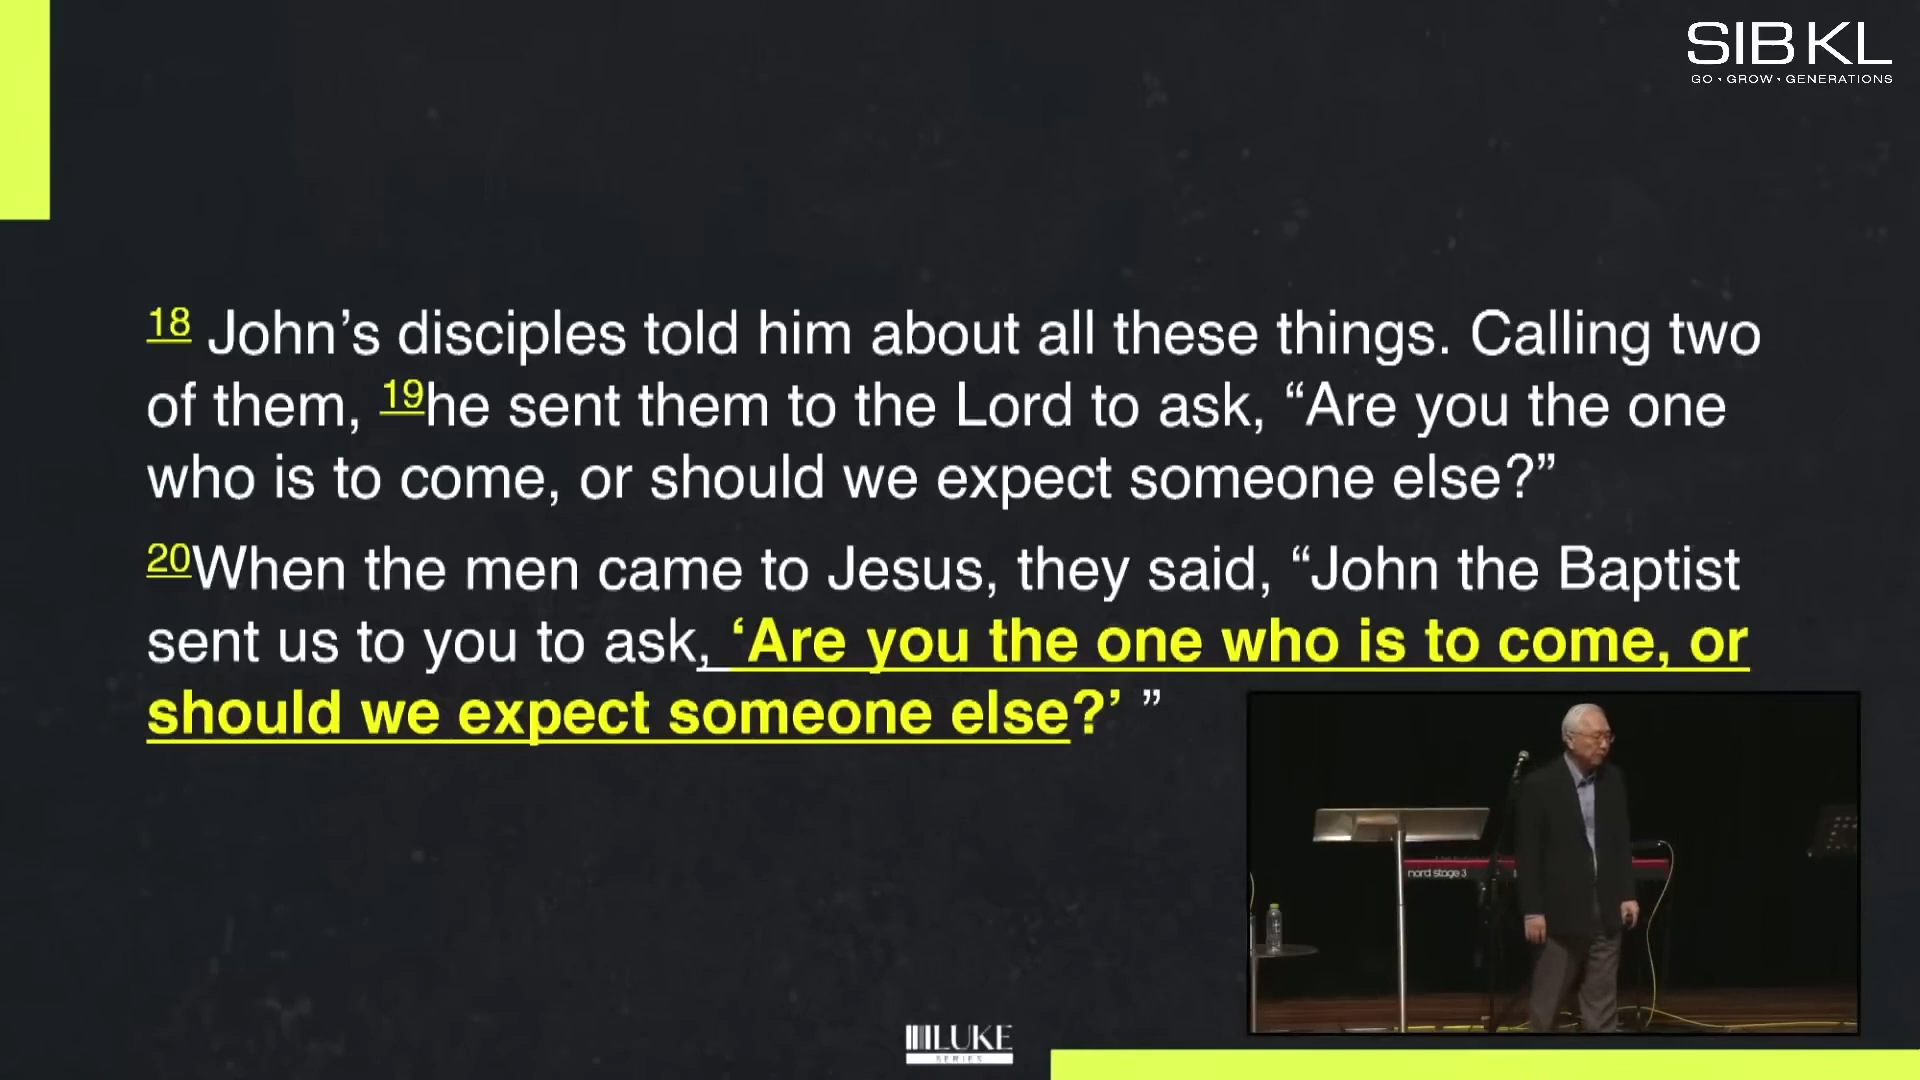 SIBKL
GO · GROW · GENERATIONS
18 John’s disciples told him about all these things. Calling two
of them, 19he sent them to the Lord to ask, “Are you the one
who is to come, or should we expect someone else?”
20When the men came to Jesus, they said, “John the Baptist
sent us to you to ask, ‘Are you the one who is to come, or
should we expect someone else?’ ”
nord stage 3
LUKE
SERIES